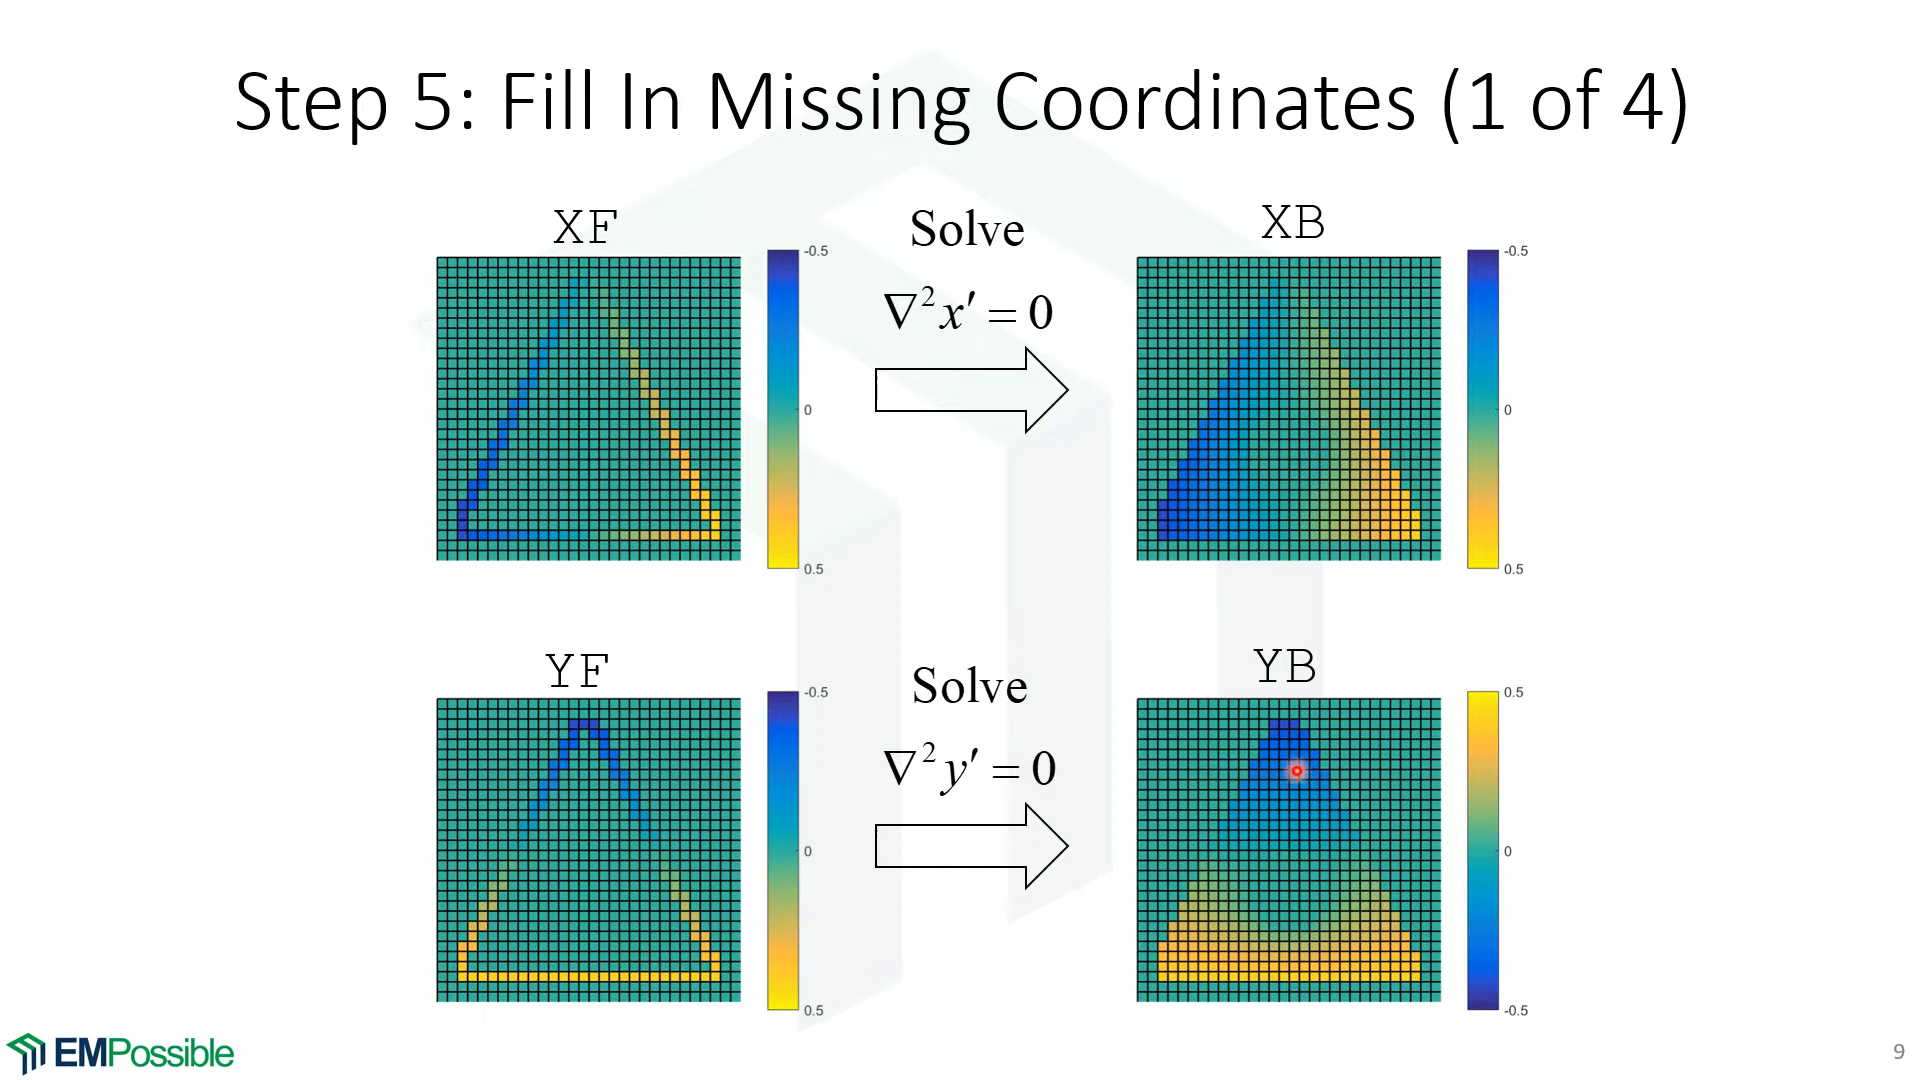 Step 5: Fill In Missing Coordinates (1 of 4)
XF
-0.5
0
0.5
Solve
∇²x′ = 0
XB
-0.5
0
0.5
YF
-0.5
0
0.5
Solve
∇²y′ = 0
YB
0.5
0
-0.5
EMPossible
9